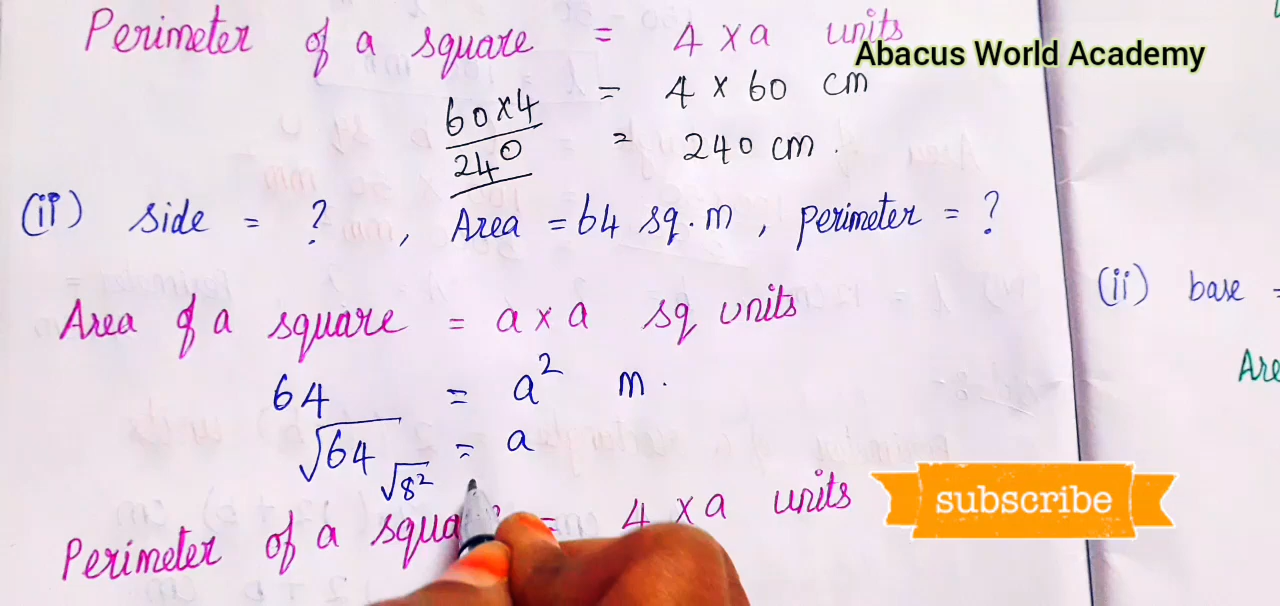 Perimeter of a square = 4 x a units
Abacus World Academy
60 x 4 = 4 x 60 cm
240 = 240 cm.
(ii) side = ?, Area = 64 sq.m, perimeter = ?
Area of a square = a x a sq units
64 = a² m.
√64 = a
√8²
Perimeter of a squa = 4 x a units
(ii) base =
Are
subscribe